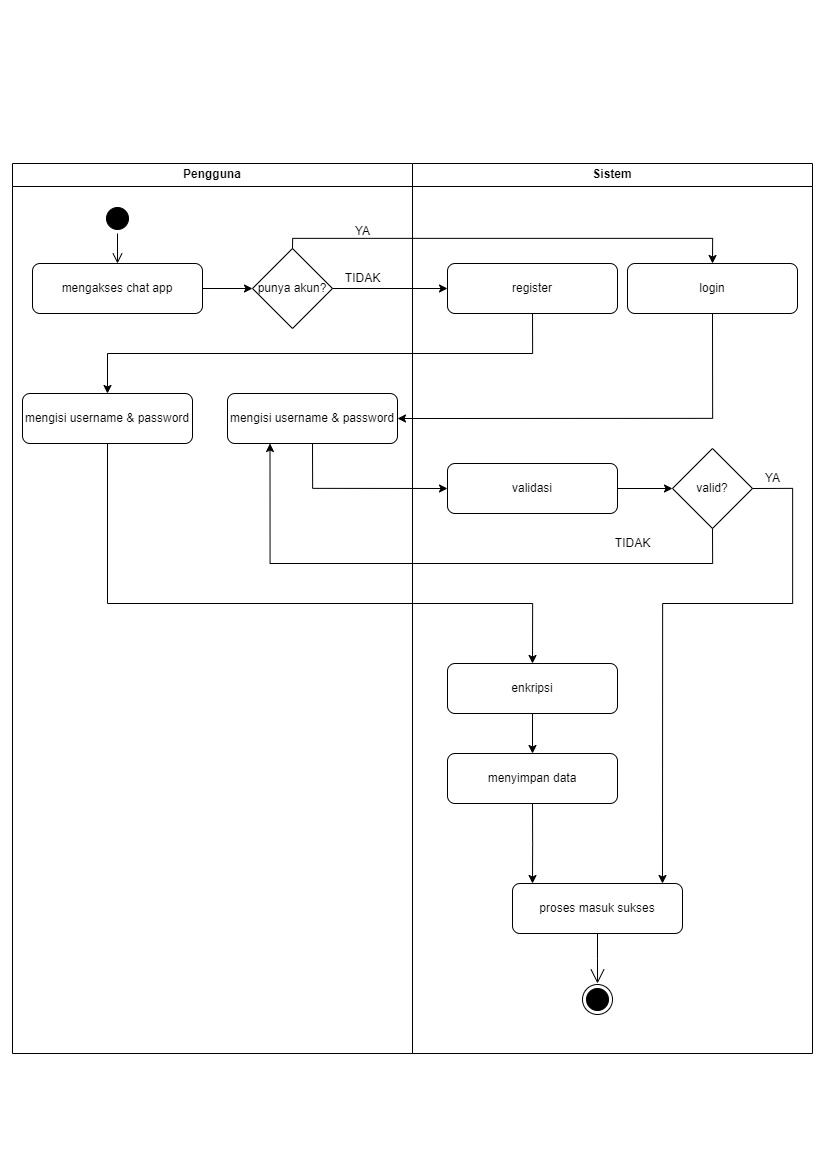 Pengguna
Sistem
YA
mengakses chat app
punya akun?
TIDAK
register
login
mengisi username & password
mengisi username & password
validasi
valid?
YA
TIDAK
enkripsi
menyimpan data
proses masuk sukses